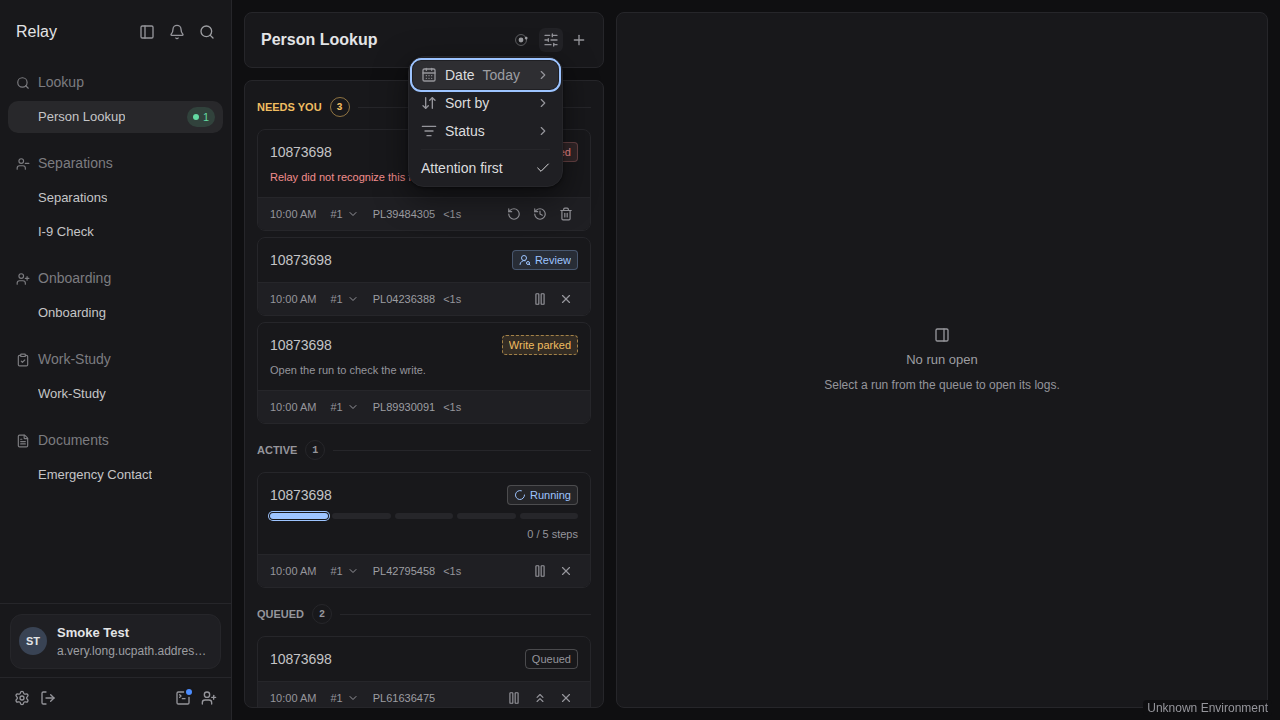 Relay
Lookup
Person Lookup
1
Separations
Separations
I-9 Check
Onboarding
Onboarding
Work-Study
Work-Study
Documents
Emergency Contact
ST
Smoke Test
a.very.long.ucpath.addres…
Person Lookup
Date Today
Sort by
Status
Attention first
NEEDS YOU 3
10873698
ed
Relay did not recognize this
10:00 AM #1 PL39484305 <1s
10873698
Review
10:00 AM #1 PL04236388 <1s
10873698
Write parked
Open the run to check the write.
10:00 AM #1 PL89930091 <1s
ACTIVE 1
10873698
Running
0 / 5 steps
10:00 AM #1 PL42795458 <1s
QUEUED 2
10873698
Queued
10:00 AM #1 PL61636475
No run open
Select a run from the queue to open its logs.
Unknown Environment